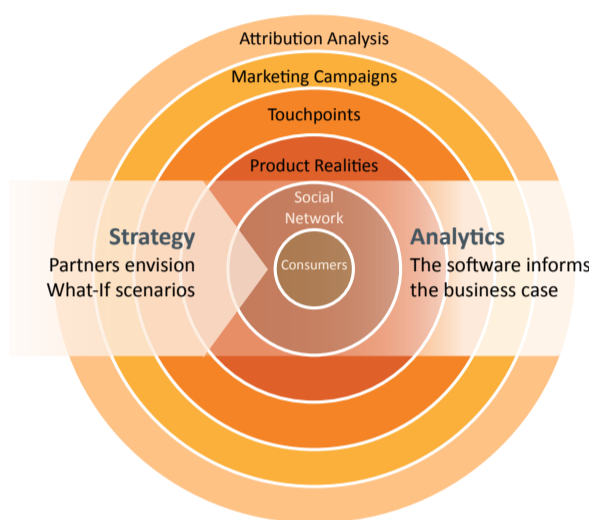 Attribution Analysis
Marketing Campaigns
Touchpoints
Product Realities
Social
Network
Consumers
Strategy
Partners envision
What-If scenarios
Analytics
The software informs
the business case